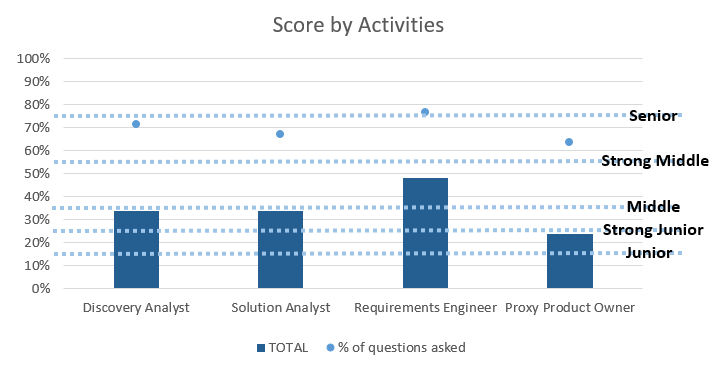 Score by Activities
100%
90%
80%
Senior
70%
60%
Strong Middle
50%
40%
Middle
30%
Strong Junior
20%
Junior
10%
0%
Discovery Analyst Solution Analyst Requirements Engineer Proxy Product Owner
TOTAL % of questions asked